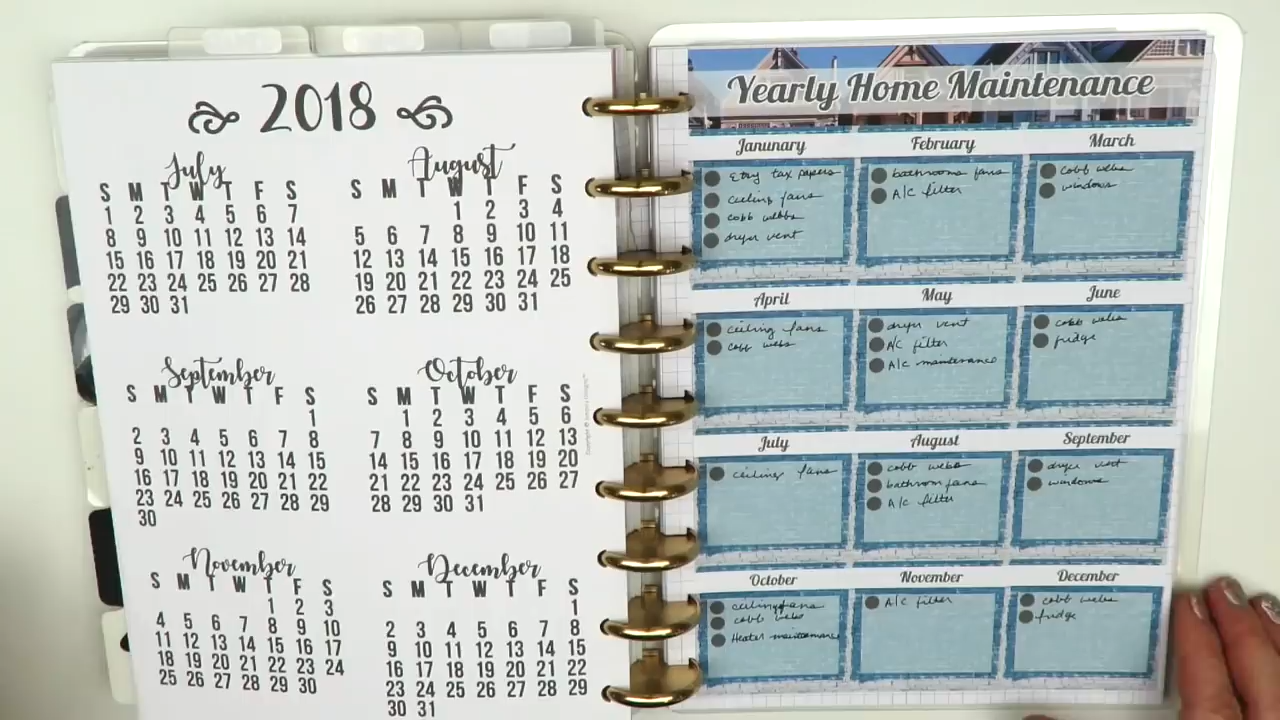 2018
July
S M T W T F S
1 2 3 4 5 6 7
8 9 10 11 12 13 14
15 16 17 18 19 20 21
22 23 24 25 26 27 28
29 30 31
August
S M T W T F S
1 2 3 4
5 6 7 8 9 10 11
12 13 14 15 16 17 18
19 20 21 22 23 24 25
26 27 28 29 30 31
September
S M T W T F S
1
2 3 4 5 6 7 8
9 10 11 12 13 14 15
16 17 18 19 20 21 22
23 24 25 26 27 28 29
30
October
S M T W T F S
1 2 3 4 5 6
7 8 9 10 11 12 13
14 15 16 17 18 19 20
21 22 23 24 25 26 27
28 29 30 31
November
S M T W T F S
1 2 3
4 5 6 7 8 9 10
11 12 13 14 15 16 17
18 19 20 21 22 23 24
25 26 27 28 29 30
December
S M T W T F S
1
2 3 4 5 6 7 8
9 10 11 12 13 14 15
16 17 18 19 20 21 22
23 24 25 26 27 28 29
30 31
Yearly Home Maintenance
Janunary
tax papers
ceiling fans
cobb webbs
dryer vent
February
bathrooms fans
A/C filter
March
cobb webs
windows
April
ceiling fans
cobb webs
May
dryer vent
A/C filter
A/C maintenance
June
cobb webs
fridge
July
ceiling fans
August
cobb webs
bathroom fans
A/C filter
September
dryer vent
windows
October
ceiling fans
cobb webs
Heater maintenance
November
A/C filter
December
cobb webs
fridge